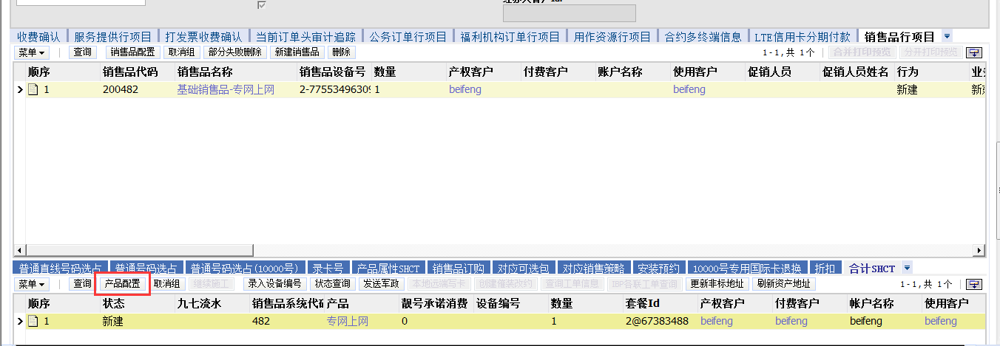 收费确认 服务提供行项目 打发票收费确认 当前订单头审计追踪 公务订单行项目 福利机构订单行项目 用作资源行项目 合约多终端信息 LTE信用卡分期付款 销售品行项目
菜单 查询 销售品配置 取消组 部分失败删除 新建销售品 删除 1-1,共 1个 合并打印预览 分开打印预览
顺序 销售品代码 销售品名称 销售品设备号 数量 产权客户 付费客户 账户名称 使用客户 促销人员 促销人员姓名 行为
1 200482 基础销售品-专网上网 2-77553496309 1 beifeng beifeng 新建
普通直线号码选占 普通号码选占 普通号码选占(10000号) 录卡号 产品属性SHCT 销售品订购 对应可选包 对应销售策略 安装预约 10000号专用国际卡退换 折扣 合计SHCT
菜单 查询 产品配置 取消组 继续施工 录入设备编号 状态查询 发送军政 本地远端写卡 创建催装改约 查询工单信息 IBP各联工单查询 更新非标地址 刷新资产地址 1-1,共 1个
顺序 状态 九七流水 销售品系统代 产品 靓号承诺消费 设备编号 数量 套餐Id 产权客户 付费客户 帐户名称 使用客户
1 新建 482 专网上网 0 1 2@67383488 beifeng beifeng beifeng beifeng